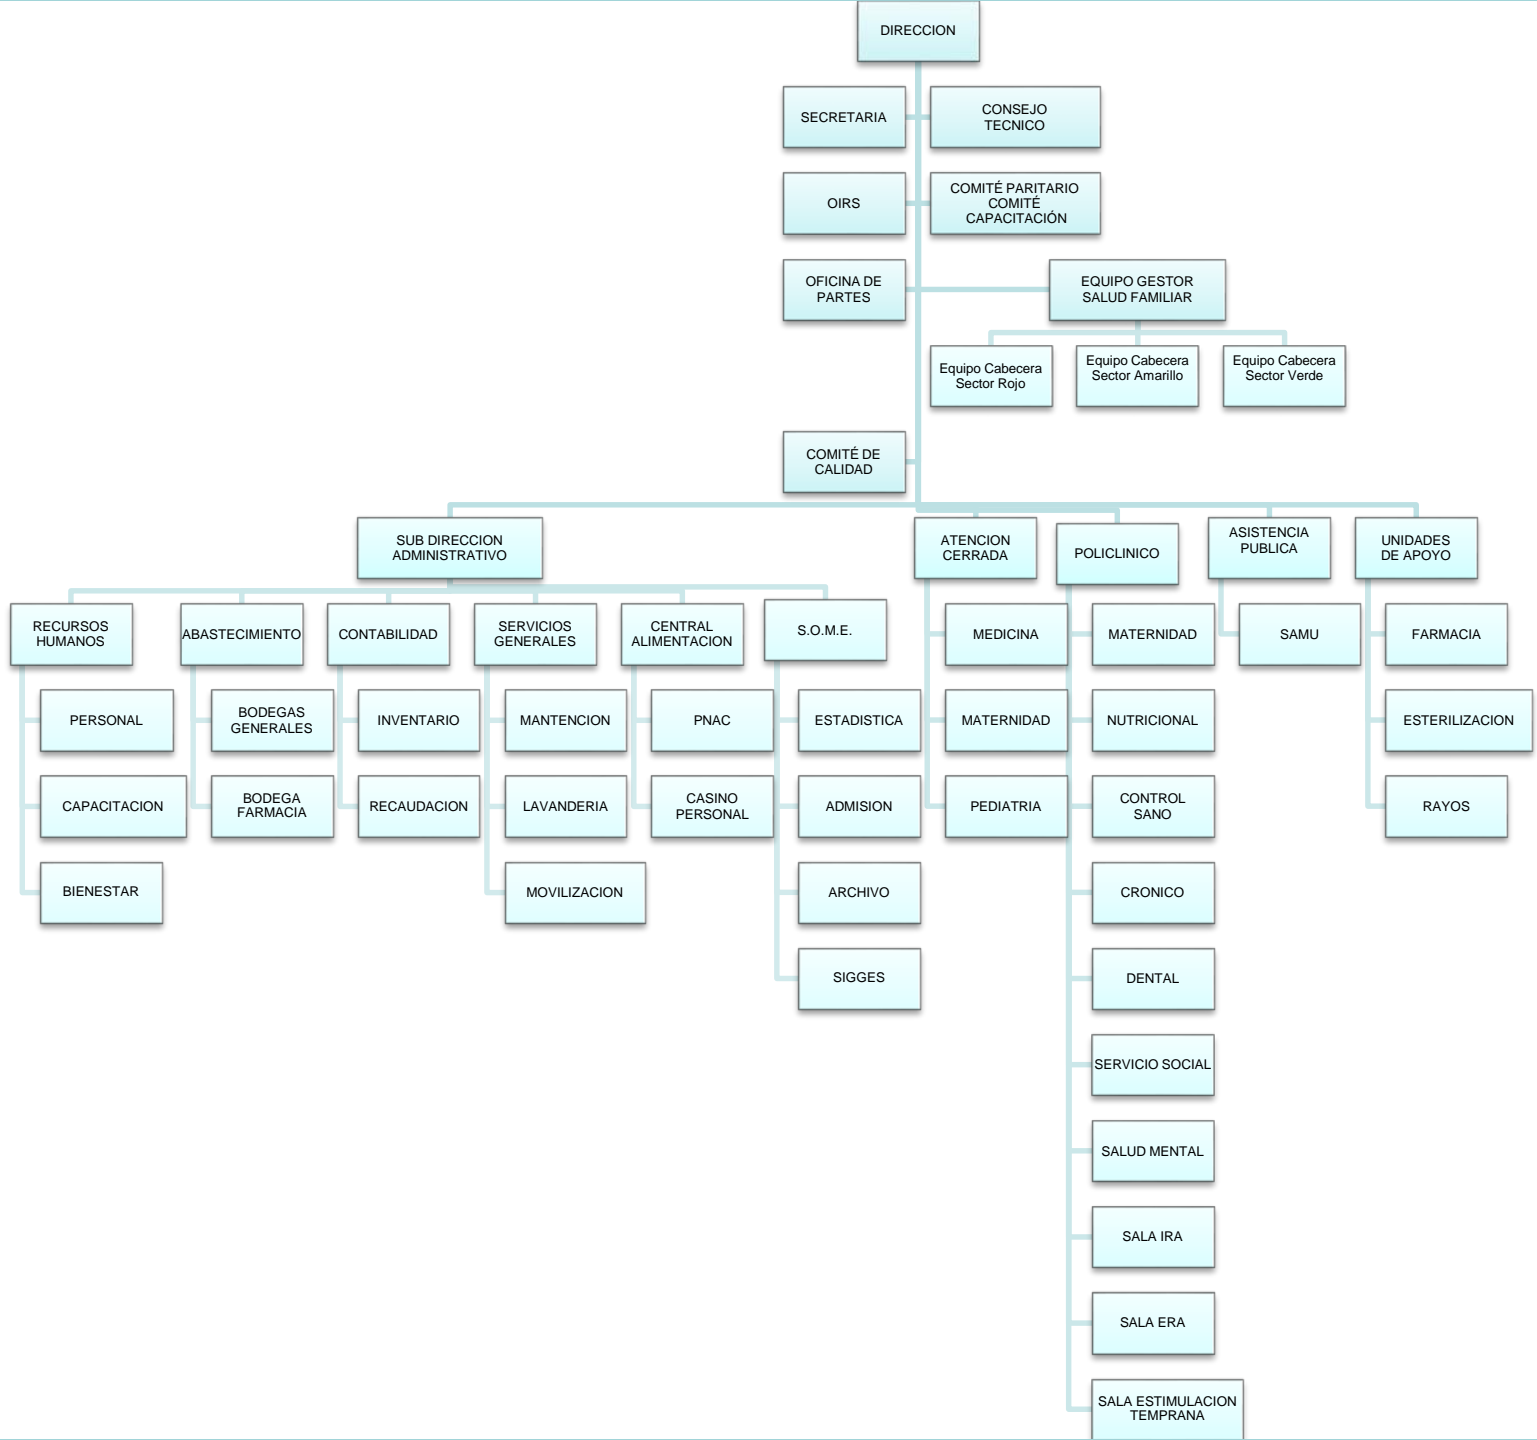 DIRECCION
SECRETARIA
CONSEJO
TECNICO
OIRS
COMITÉ PARITARIO
COMITÉ
CAPACITACIÓN
OFICINA DE
PARTES
EQUIPO GESTOR
SALUD FAMILIAR
Equipo Cabecera
Sector Rojo
Equipo Cabecera
Sector Amarillo
Equipo Cabecera
Sector Verde
COMITÉ DE
CALIDAD
SUB DIRECCION
ADMINISTRATIVO
ATENCION
CERRADA
POLICLINICO
ASISTENCIA
PUBLICA
UNIDADES
DE APOYO
RECURSOS
HUMANOS
ABASTECIMIENTO
CONTABILIDAD
SERVICIOS
GENERALES
CENTRAL
ALIMENTACION
S.O.M.E.
MEDICINA
MATERNIDAD
SAMU
FARMACIA
PERSONAL
BODEGAS
GENERALES
INVENTARIO
MANTENCION
PNAC
ESTADISTICA
MATERNIDAD
NUTRICIONAL
ESTERILIZACION
CAPACITACION
BODEGA
FARMACIA
RECAUDACION
LAVANDERIA
CASINO
PERSONAL
ADMISION
PEDIATRIA
CONTROL
SANO
RAYOS
BIENESTAR
MOVILIZACION
ARCHIVO
CRONICO
SIGGES
DENTAL
SERVICIO SOCIAL
SALUD MENTAL
SALA IRA
SALA ERA
SALA ESTIMULACION
TEMPRANA